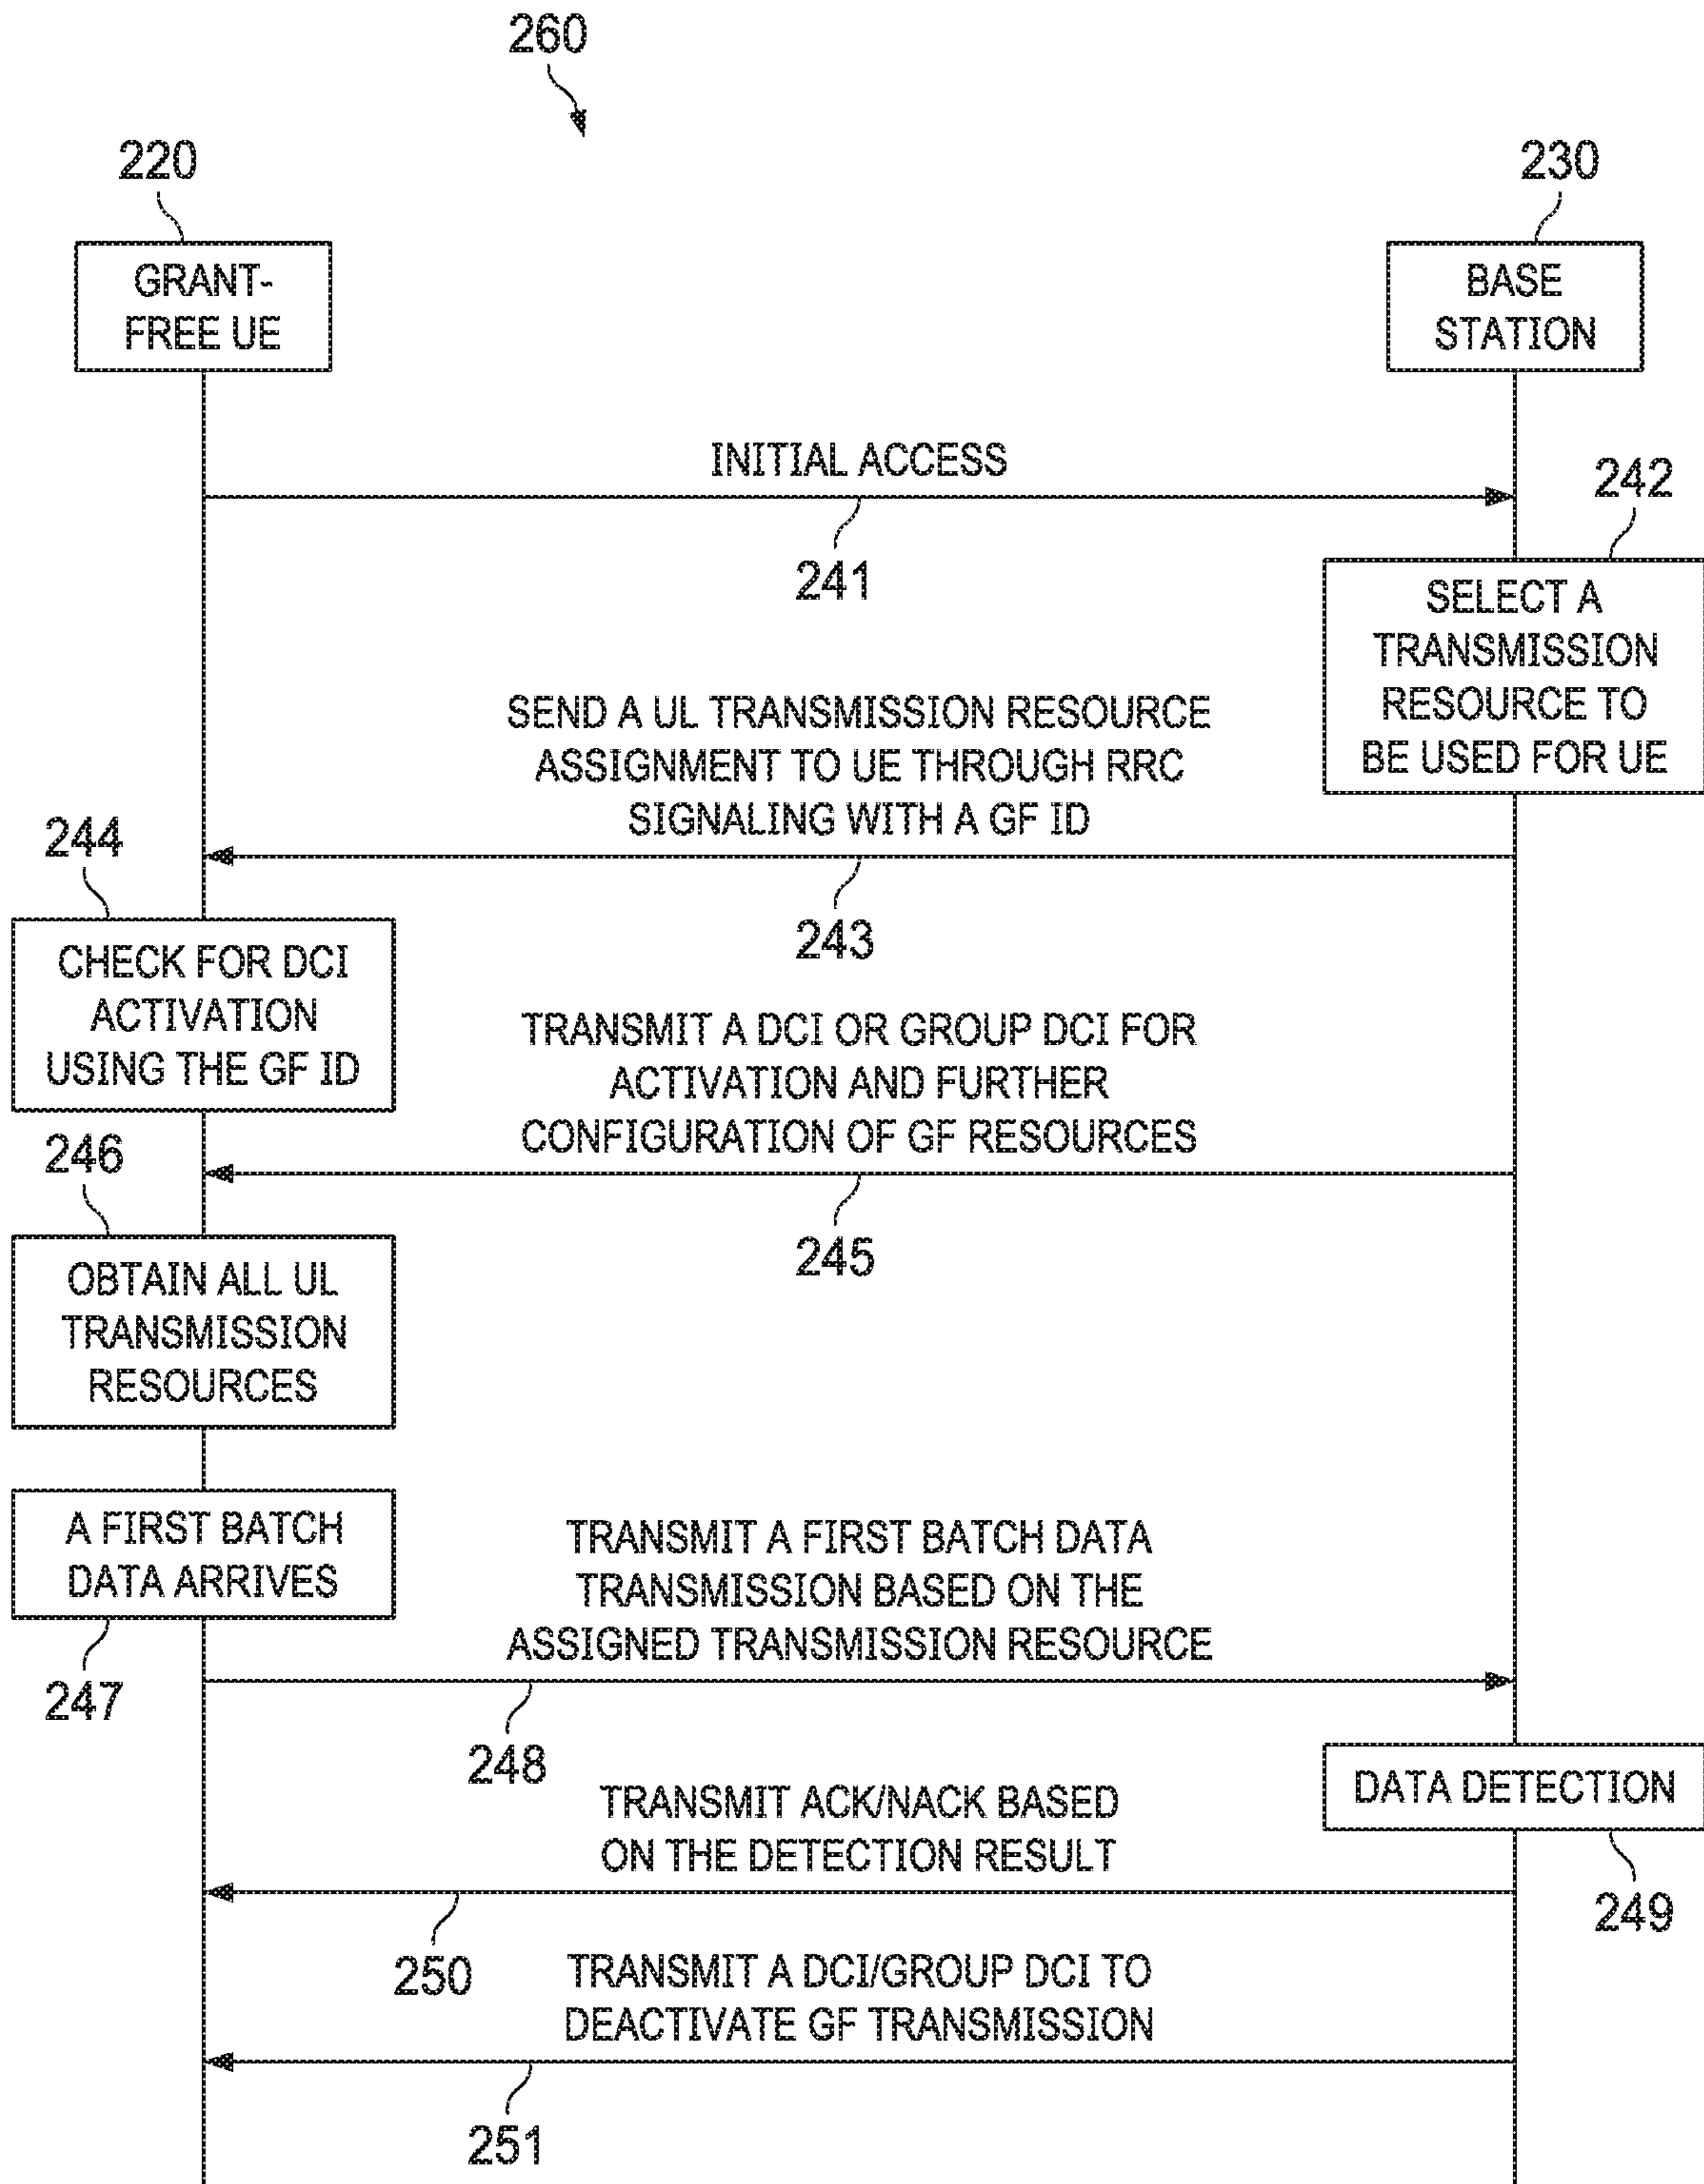 260
220
230
GRANT-
FREE UE
BASE
STATION
INITIAL ACCESS
241
242
SELECT A
TRANSMISSION
RESOURCE TO
BE USED FOR UE
SEND A UL TRANSMISSION RESOURCE
ASSIGNMENT TO UE THROUGH RRC
SIGNALING WITH A GF ID
243
244
CHECK FOR DCI
ACTIVATION
USING THE GF ID
TRANSMIT A DCI OR GROUP DCI FOR
ACTIVATION AND FURTHER
CONFIGURATION OF GF RESOURCES
245
246
OBTAIN ALL UL
TRANSMISSION
RESOURCES
A FIRST BATCH
DATA ARRIVES
247
TRANSMIT A FIRST BATCH DATA
TRANSMISSION BASED ON THE
ASSIGNED TRANSMISSION RESOURCE
248
DATA DETECTION
249
TRANSMIT ACK/NACK BASED
ON THE DETECTION RESULT
250
TRANSMIT A DCI/GROUP DCI TO
DEACTIVATE GF TRANSMISSION
251